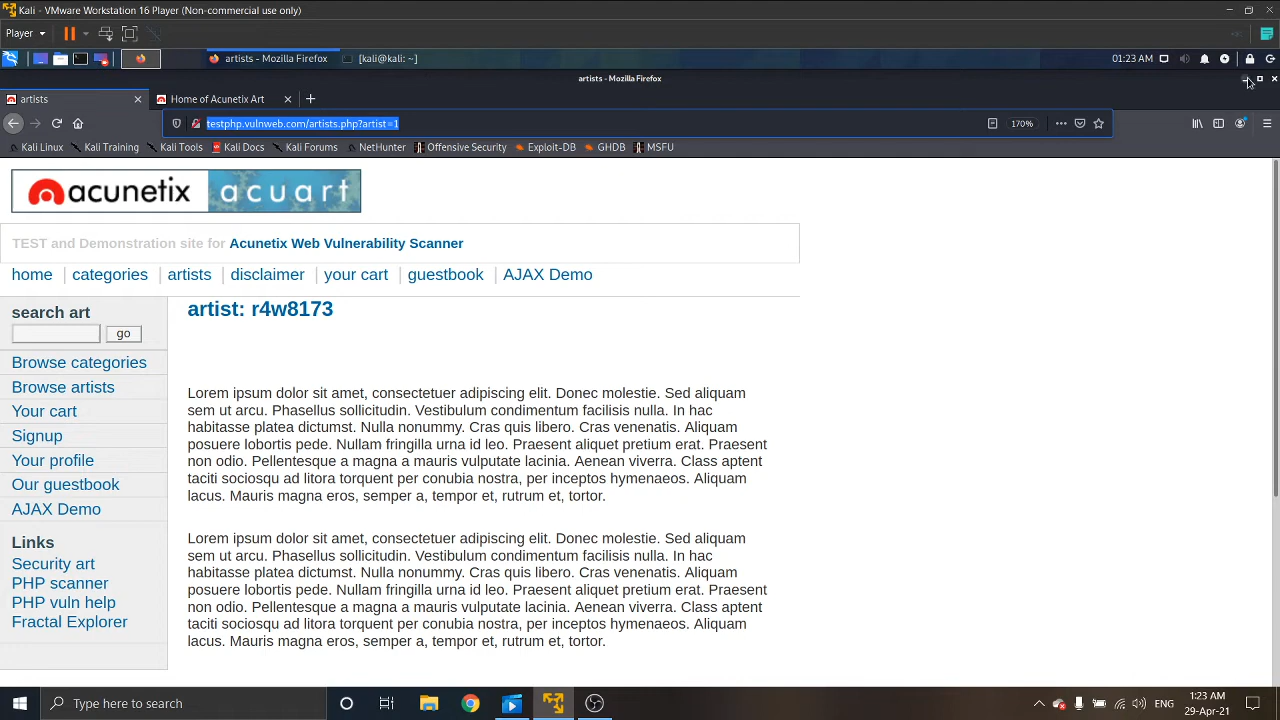 Kali - VMware Workstation 16 Player (Non-commercial use only)
Player
artists - Mozilla Firefox
[kali@kali: ~]
01:23 AM
artists - Mozilla Firefox
artists
Home of Acunetix Art
testphp.vulnweb.com/artists.php?artist=1
170%
Kali Linux
Kali Training
Kali Tools
Kali Docs
Kali Forums
NetHunter
Offensive Security
Exploit-DB
GHDB
MSFU
acunetix acuart
TEST and Demonstration site for Acunetix Web Vulnerability Scanner
home | categories | artists | disclaimer | your cart | guestbook | AJAX Demo
search art
go
Browse categories
Browse artists
Your cart
Signup
Your profile
Our guestbook
AJAX Demo
Links
Security art
PHP scanner
PHP vuln help
Fractal Explorer
artist: r4w8173
Lorem ipsum dolor sit amet, consectetuer adipiscing elit. Donec molestie. Sed aliquam
sem ut arcu. Phasellus sollicitudin. Vestibulum condimentum facilisis nulla. In hac
habitasse platea dictumst. Nulla nonummy. Cras quis libero. Cras venenatis. Aliquam
posuere lobortis pede. Nullam fringilla urna id leo. Praesent aliquet pretium erat. Praesent
non odio. Pellentesque a magna a mauris vulputate lacinia. Aenean viverra. Class aptent
taciti sociosqu ad litora torquent per conubia nostra, per inceptos hymenaeos. Aliquam
lacus. Mauris magna eros, semper a, tempor et, rutrum et, tortor.
Lorem ipsum dolor sit amet, consectetuer adipiscing elit. Donec molestie. Sed aliquam
sem ut arcu. Phasellus sollicitudin. Vestibulum condimentum facilisis nulla. In hac
habitasse platea dictumst. Nulla nonummy. Cras quis libero. Cras venenatis. Aliquam
posuere lobortis pede. Nullam fringilla urna id leo. Praesent aliquet pretium erat. Praesent
non odio. Pellentesque a magna a mauris vulputate lacinia. Aenean viverra. Class aptent
taciti sociosqu ad litora torquent per conubia nostra, per inceptos hymenaeos. Aliquam
lacus. Mauris magna eros, semper a, tempor et, rutrum et, tortor.
Type here to search
1:23 AM
29-Apr-21